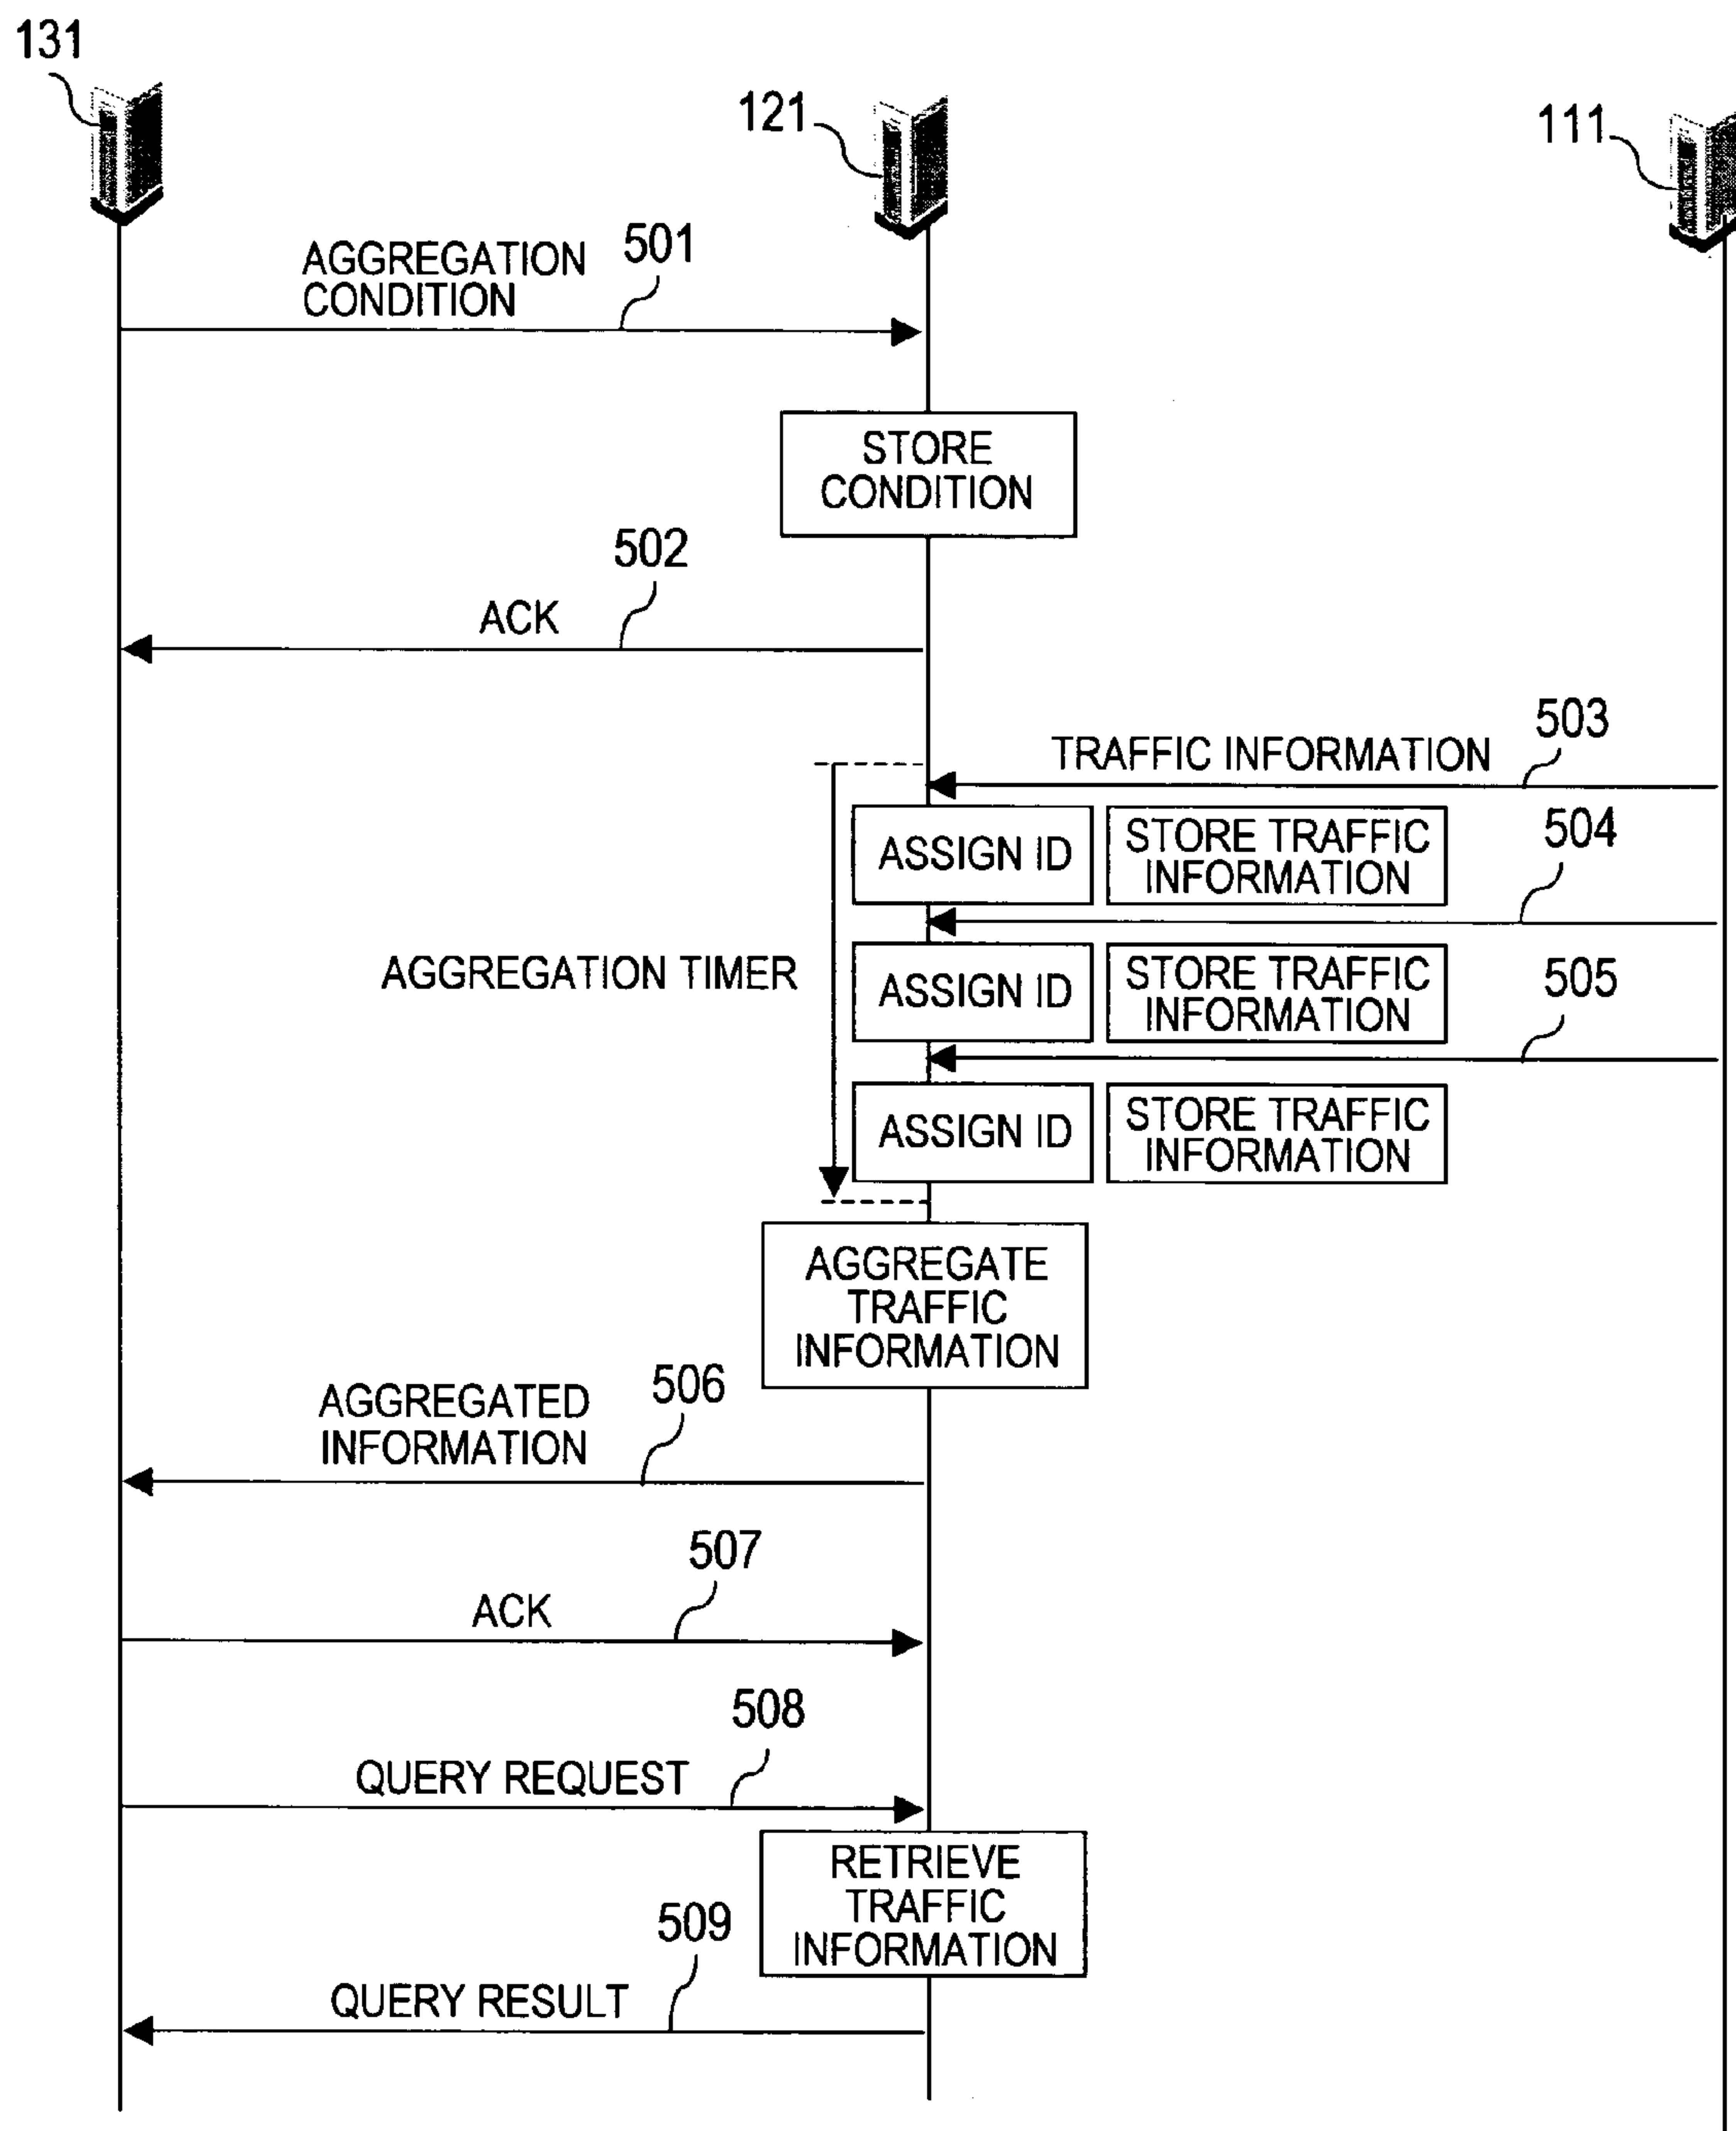 131
121
111
AGGREGATION
CONDITION
501
STORE
CONDITION
502
ACK
503
TRAFFIC INFORMATION
ASSIGN ID
STORE TRAFFIC
INFORMATION
504
AGGREGATION TIMER
ASSIGN ID
STORE TRAFFIC
INFORMATION
505
ASSIGN ID
STORE TRAFFIC
INFORMATION
AGGREGATE
TRAFFIC
INFORMATION
AGGREGATED
INFORMATION
506
507
ACK
508
QUERY REQUEST
RETRIEVE
TRAFFIC
INFORMATION
509
QUERY RESULT